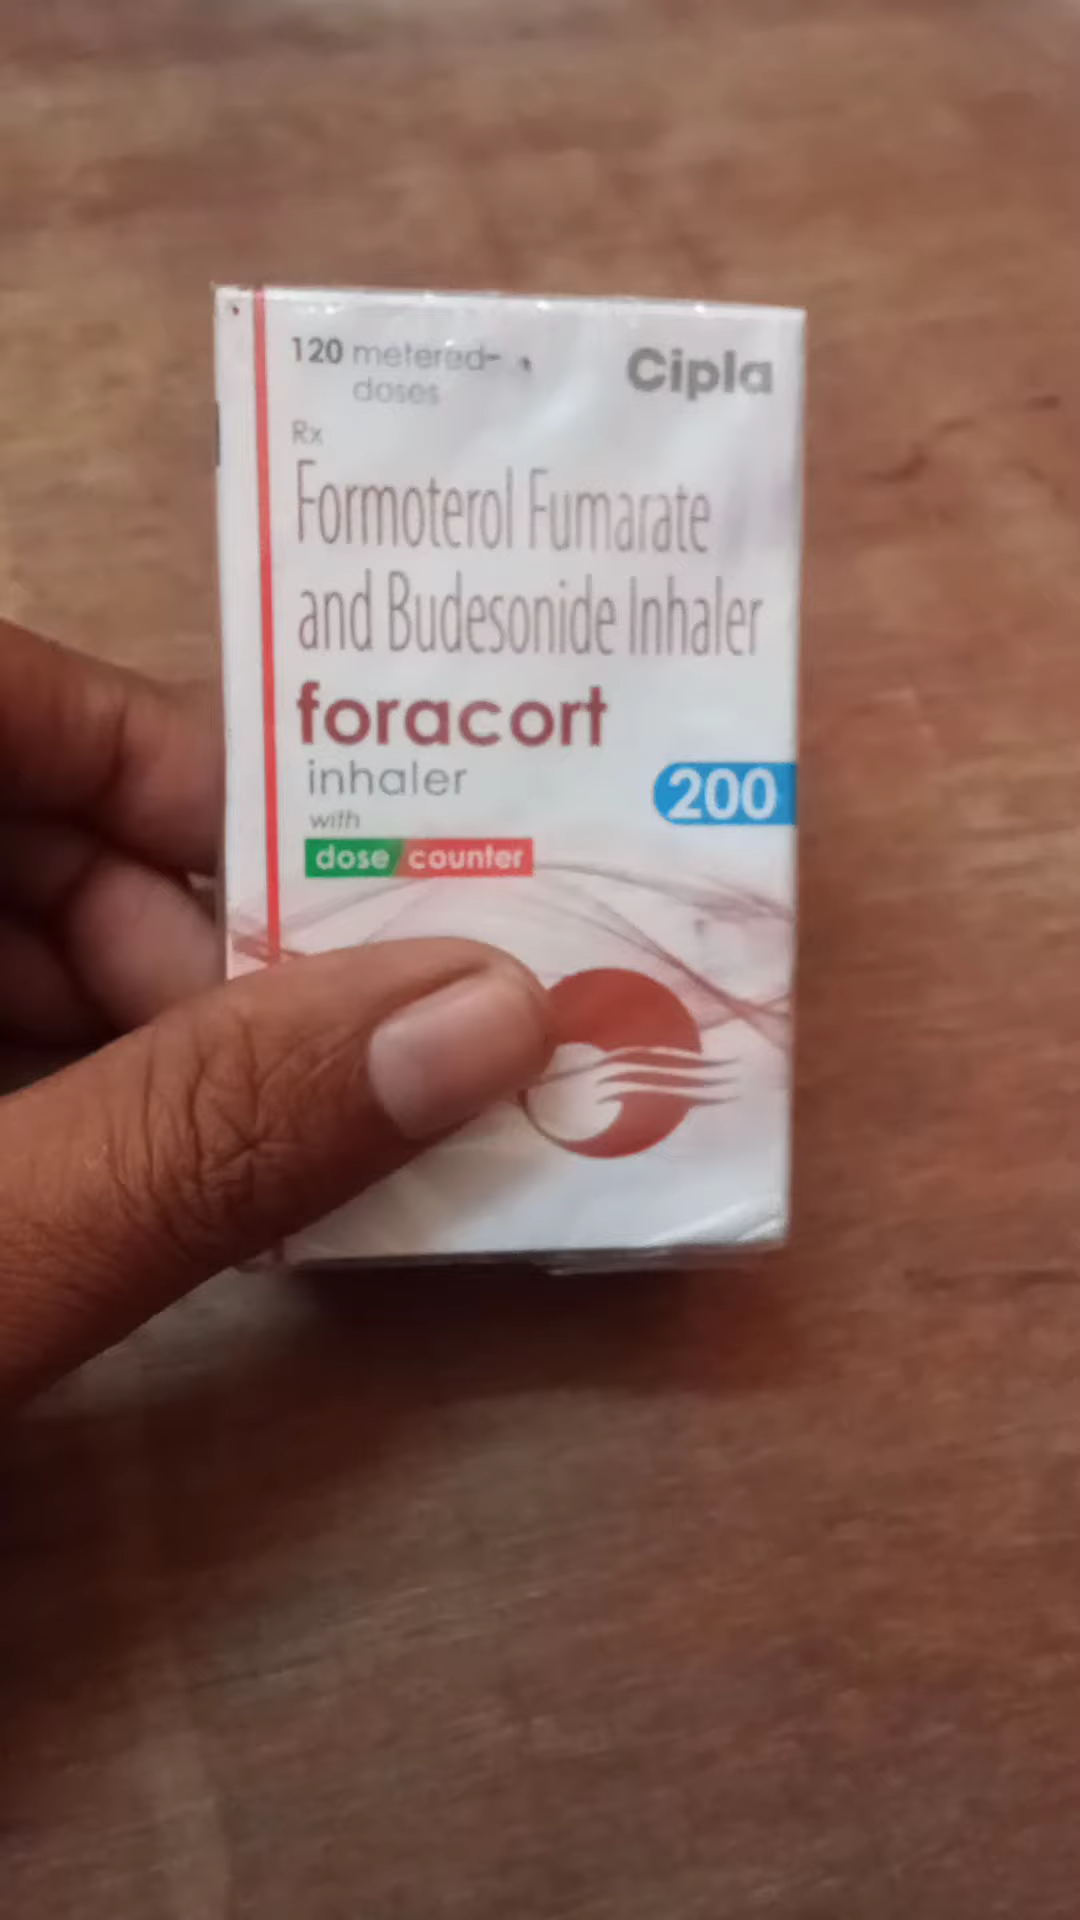 120 metered-
doses
Cipla
Rx
Formoterol Fumarate
and Budesonide Inhaler
foracort
inhaler
200
with
dose counter